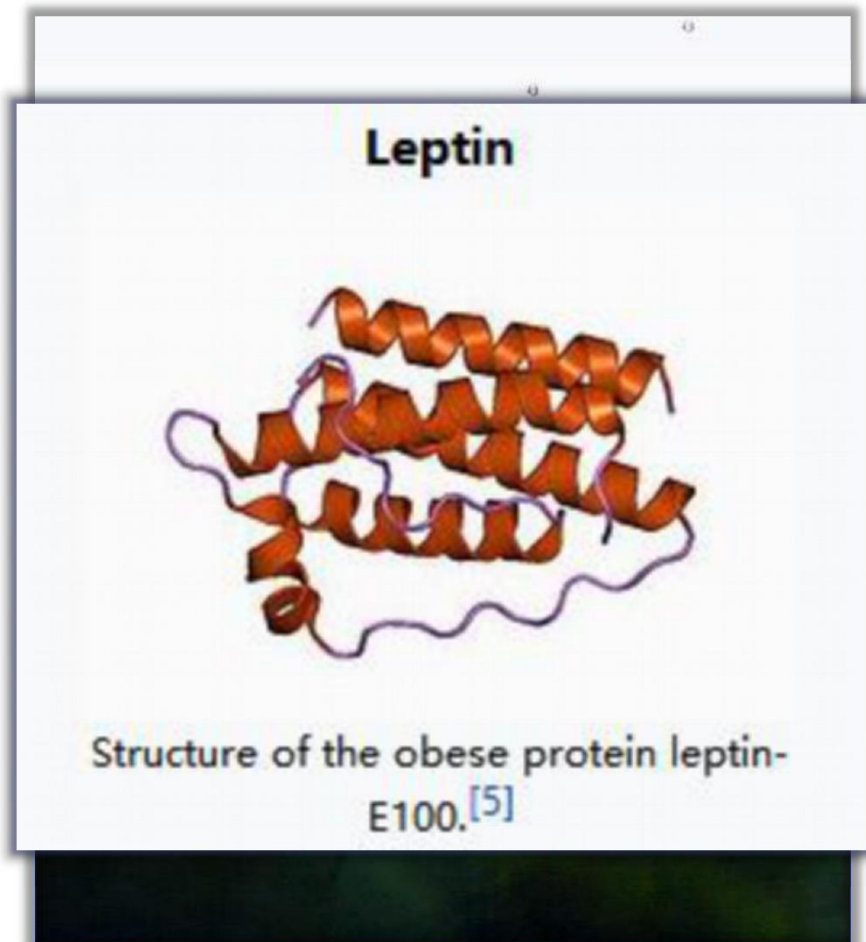 Leptin
Structure of the obese protein leptin-
E100.[5]